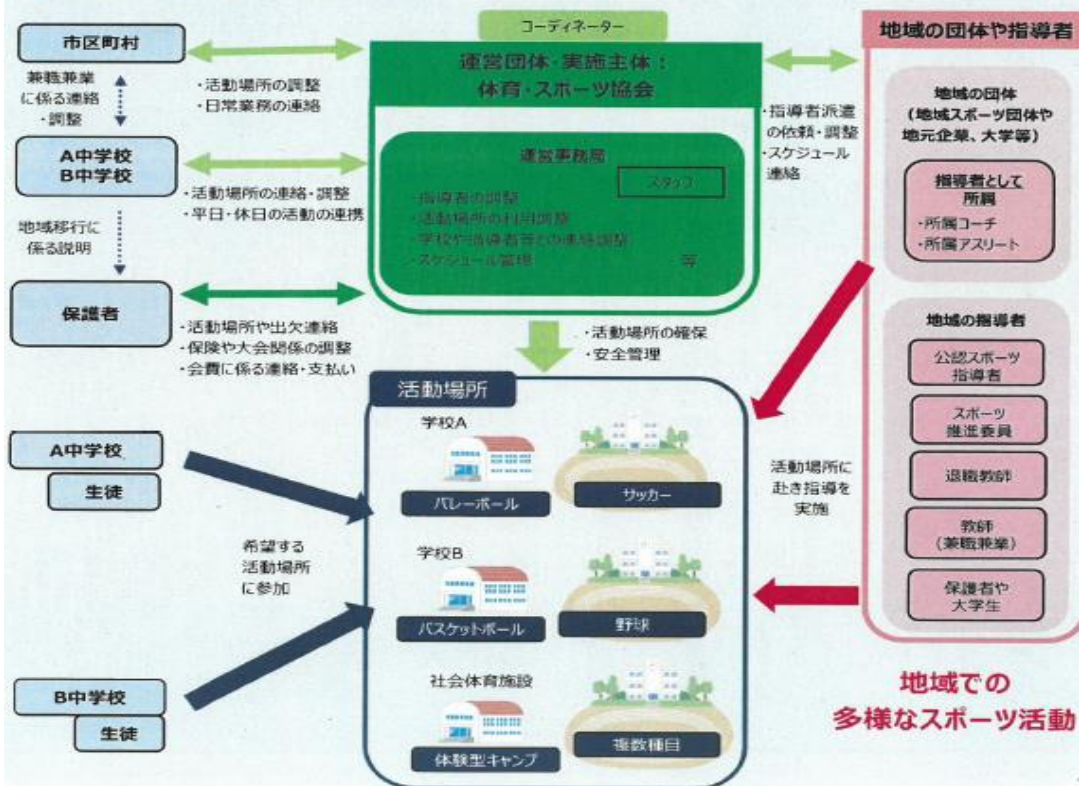 コーディネーター
市区町村
運営団体・実施主体：
体育・スポーツ協会
地域の団体や指導者
兼職兼業
に係る連絡
・調整
・活動場所の調整
・日常業務の連絡
A中学校
B中学校
・活動場所の連絡・調整
・平日・休日の活動の連携
地域移行に
係る説明
保護者
・活動場所や出欠連絡
・保険や大会関係の調整
・会費に係る連絡・支払い
運営事務局
スタッフ
・指導者の調整
・活動場所の利用調整
・学校や指導者等との連絡調整
・スケジュール管理 等
・指導者派遣
の依頼・調整
・スケジュール
連絡
地域の団体
（地域スポーツ団体や
地元企業、大学等）
指導者として
所属
・所属コーチ
・所属アスリート
・活動場所の確保
・安全管理
地域の指導者
公認スポーツ
指導者
スポーツ
推進委員
退職教師
教師
（兼職兼業）
保護者や
大学生
活動場所
学校A
バレーボール
サッカー
学校B
バスケットボール
野球
社会体育施設
体験型キャンプ
複数種目
A中学校
生徒
希望する
活動場所
に参加
B中学校
生徒
活動場所に
赴き指導を
実施
地域での
多様なスポーツ活動